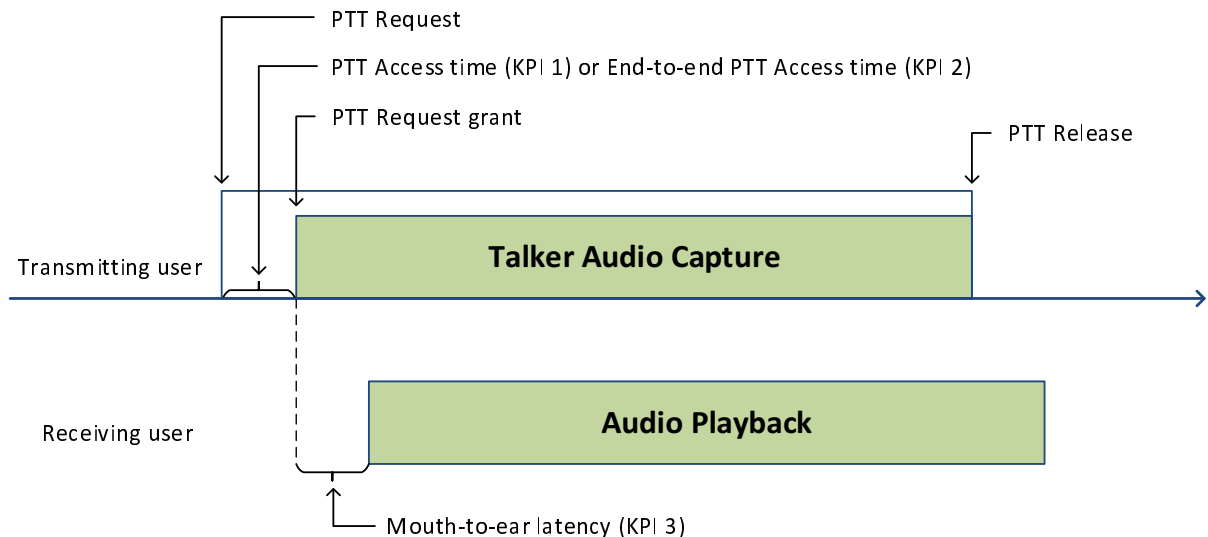 PTT Request
PTT Access time (KPI 1) or End-to-end PTT Access time (KPI 2)
PTT Request grant
PTT Release
Talker Audio Capture
Transmitting user
Audio Playback
Receiving user
Mouth-to-ear latency (KPI 3)